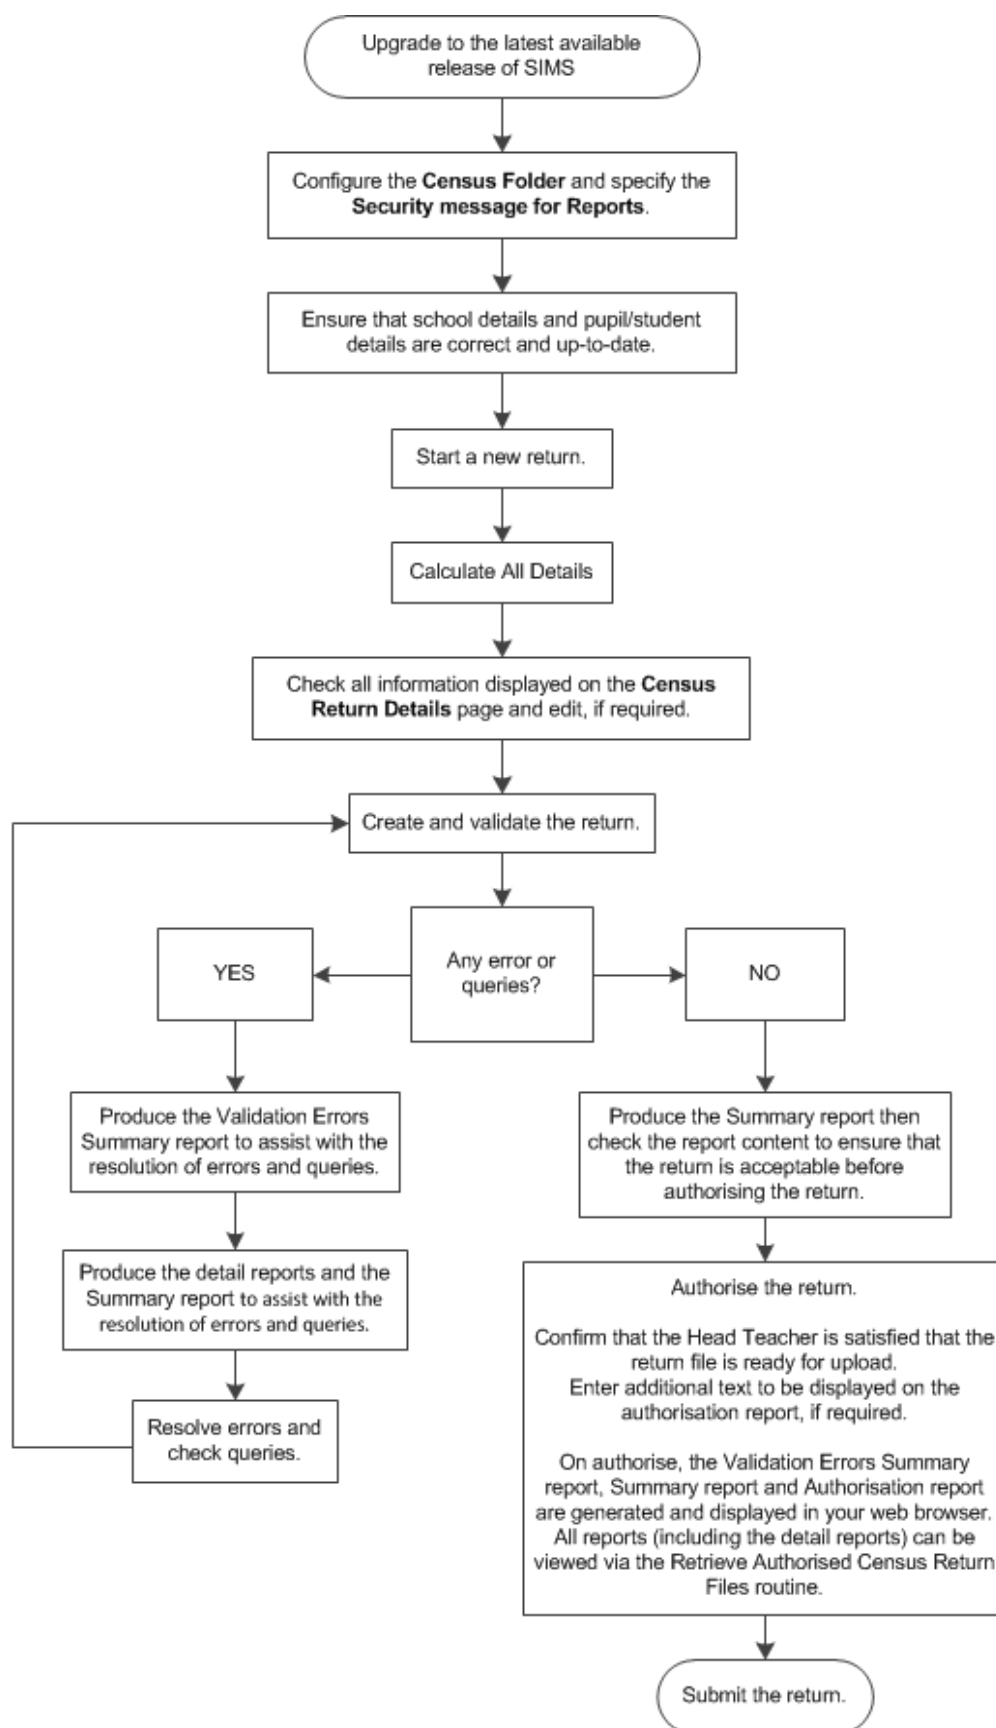 Upgrade to the latest available
release of SIMS
Configure the Census Folder and specify the
Security message for Reports.
Ensure that school details and pupil/student
details are correct and up-to-date.
Start a new return.
Calculate All Details
Check all information displayed on the Census
Return Details page and edit, if required.
Create and validate the return.
Any error or
queries?
YES
NO
Produce the Validation Errors
Summary report to assist with the
resolution of errors and queries.
Produce the detail reports and the
Summary report to assist with the
resolution of errors and queries.
Resolve errors and
check queries.
Produce the Summary report then
check the report content to ensure that
the return is acceptable before
authorising the return.
Authorise the return.
Confirm that the Head Teacher is satisfied that the
return file is ready for upload.
Enter additional text to be displayed on the
authorisation report, if required.
On authorise, the Validation Errors Summary
report, Summary report and Authorisation report
are generated and displayed in your web browser.
All reports (including the detail reports) can be
viewed via the Retrieve Authorised Census Return
Files routine.
Submit the return.